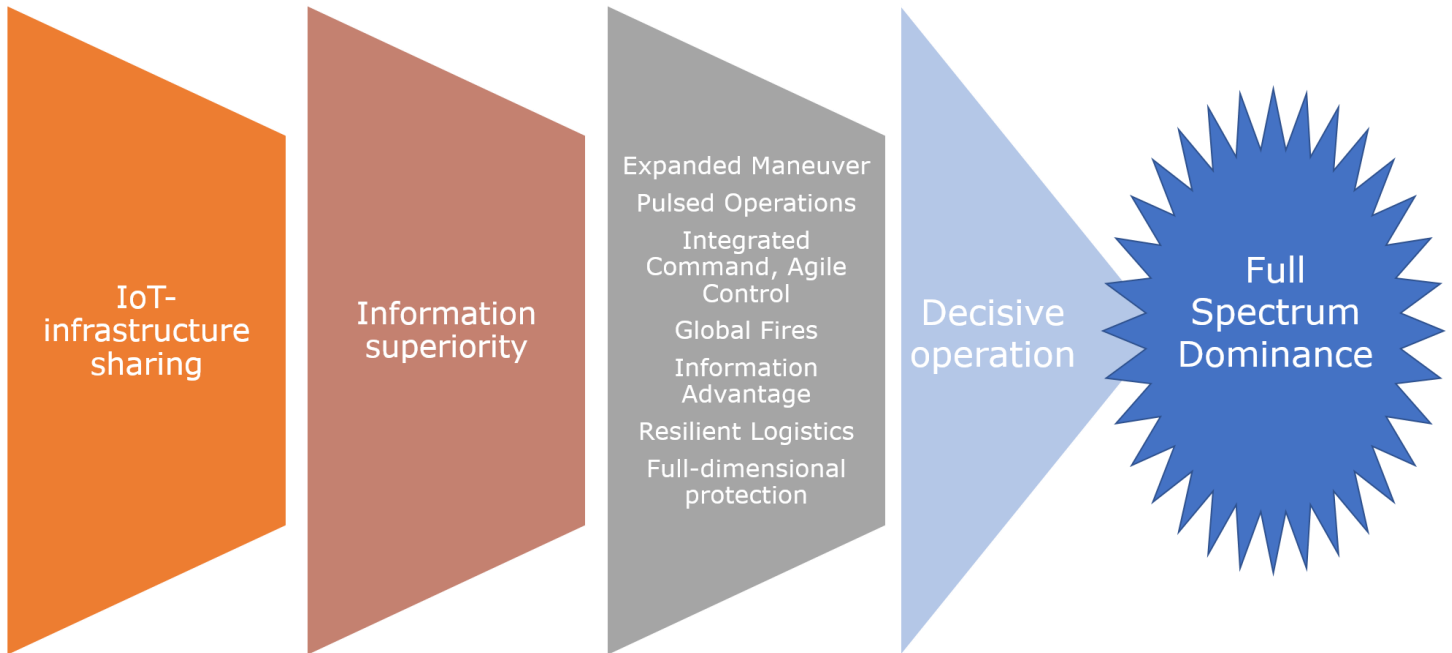 IoT-
infrastructure
sharing
Information
superiority
Expanded Maneuver
Pulsed Operations
Integrated
Command, Agile
Control
Global Fires
Information
Advantage
Resilient Logistics
Full-dimensional
protection
Decisive
operation
Full
Spectrum
Dominance